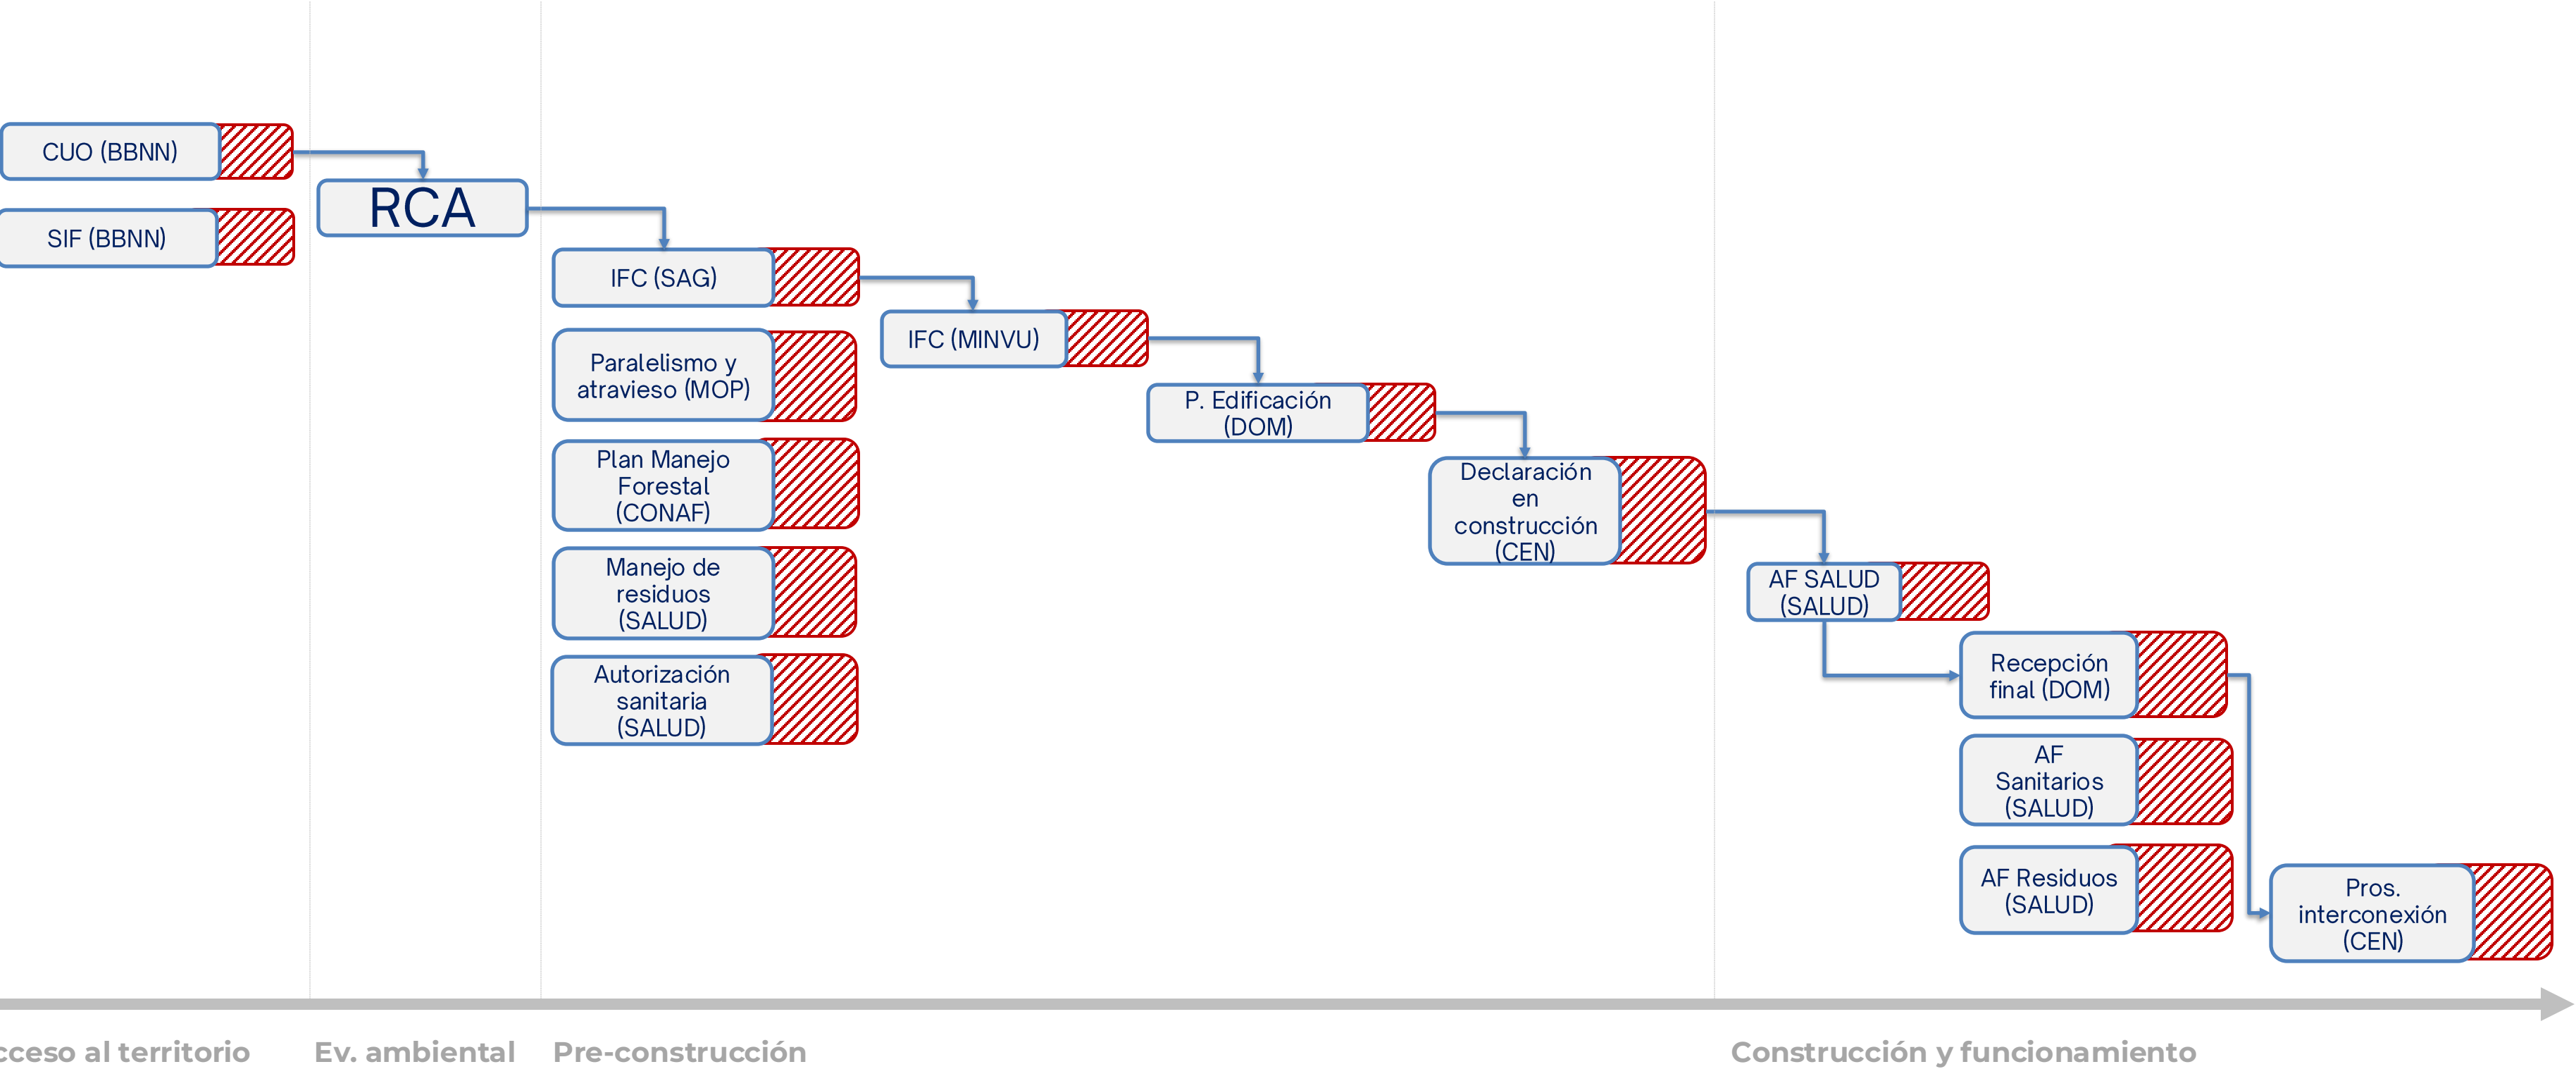 CUO (BBNN)
SIF (BBNN)
RCA
IFC (SAG)
Paralelismo y
atravieso (MOP)
Plan Manejo
Forestal
(CONAF)
Manejo de
residuos
(SALUD)
Autorización
sanitaria
(SALUD)
IFC (MINVU)
P. Edificación
(DOM)
Declaración
en
construcción
(CEN)
AF SALUD
(SALUD)
Recepción
final (DOM)
AF
Sanitarios
(SALUD)
AF Residuos
(SALUD)
Pros.
interconexión
(CEN)
cceso al territorio
Ev. ambiental
Pre-construcción
Construcción y funcionamiento